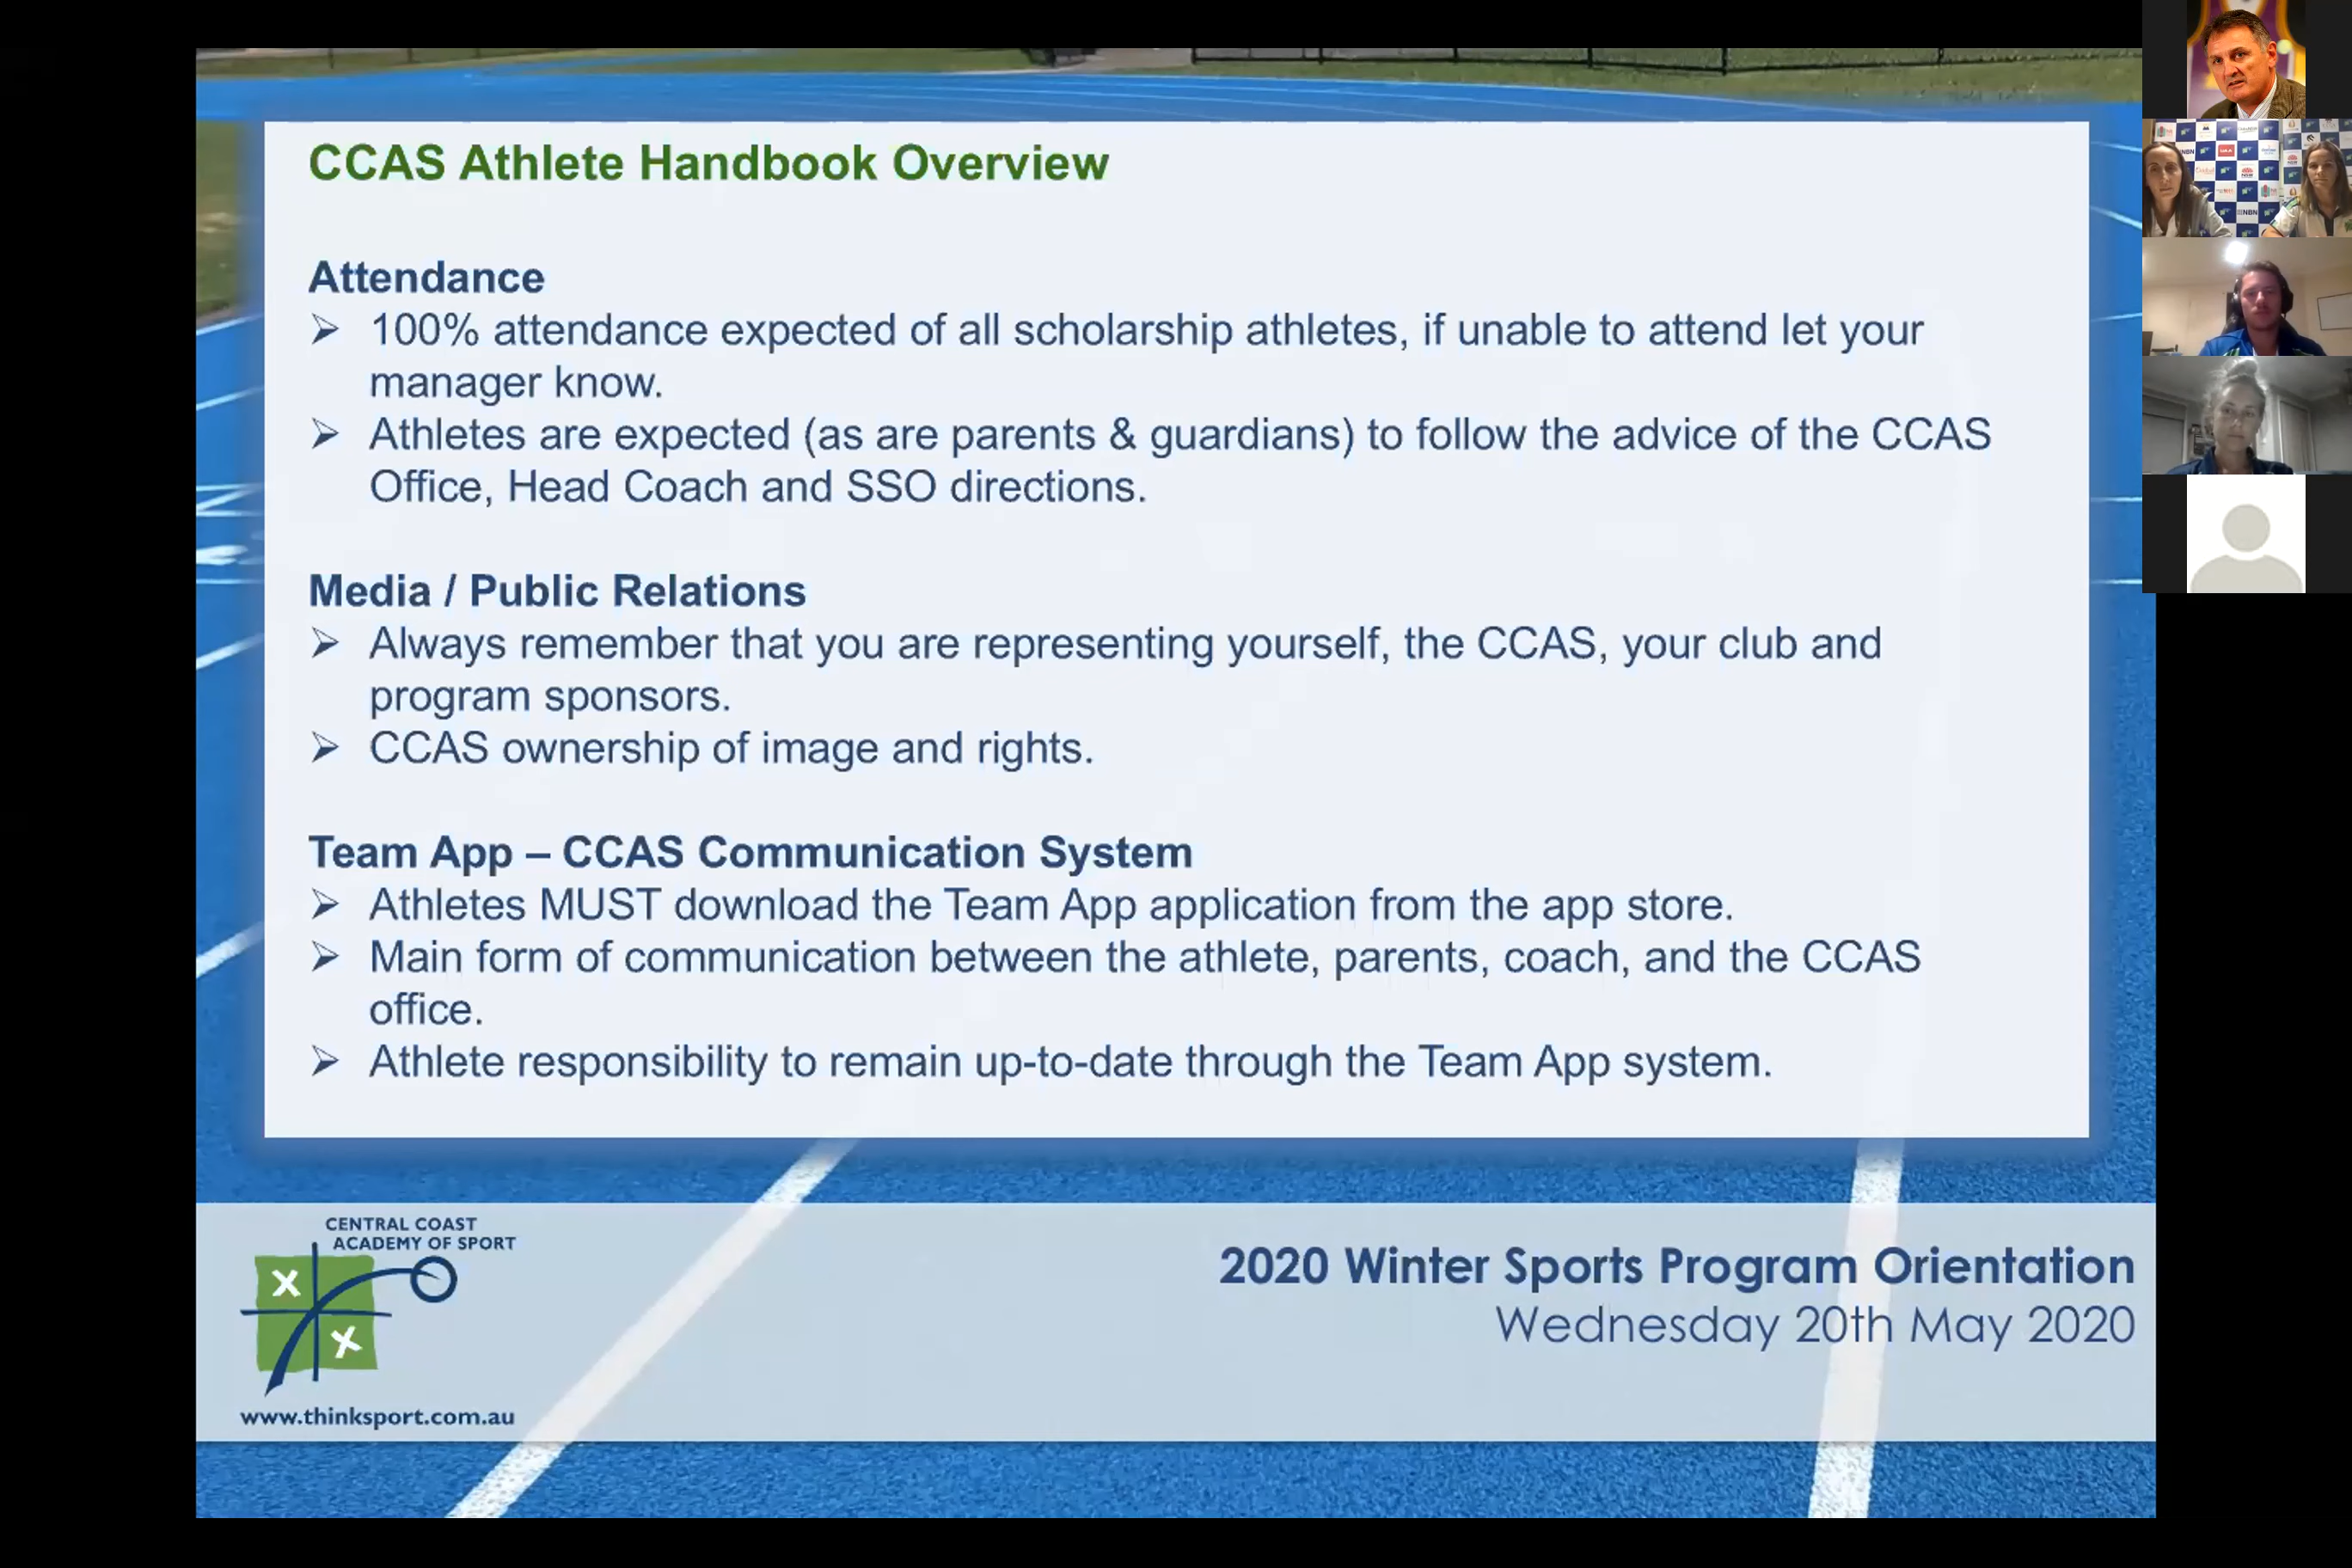 CCAS Athlete Handbook Overview
Attendance
➢ 100% attendance expected of all scholarship athletes, if unable to attend let your
manager know.
➢ Athletes are expected (as are parents & guardians) to follow the advice of the CCAS
Office, Head Coach and SSO directions.
Media / Public Relations
➢ Always remember that you are representing yourself, the CCAS, your club and
program sponsors.
➢ CCAS ownership of image and rights.
Team App – CCAS Communication System
➢ Athletes MUST download the Team App application from the app store.
➢ Main form of communication between the athlete, parents, coach, and the CCAS
office.
➢ Athlete responsibility to remain up-to-date through the Team App system.
CENTRAL COAST
ACADEMY OF SPORT
www.thinksport.com.au
2020 Winter Sports Program Orientation
Wednesday 20th May 2020
NBN
NBN